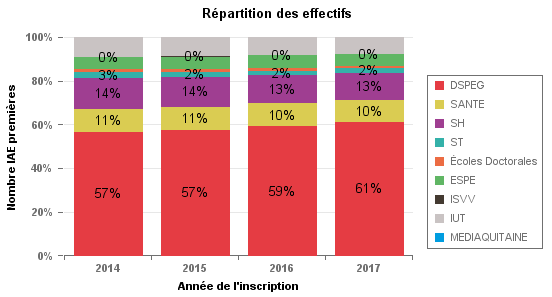 Répartition des effectifs
Nombre IAE premières
100%
80%
60%
40%
20%
0%
0% 0% 0% 0%
3% 2% 2% 2%
14% 14% 13% 13%
11% 11% 10% 10%
57% 57% 59% 61%
2014 2015 2016 2017
Année de l'inscription
DSPEG
SANTE
SH
ST
Écoles Doctorales
ESPE
ISVV
IUT
MEDIAQUITAINE